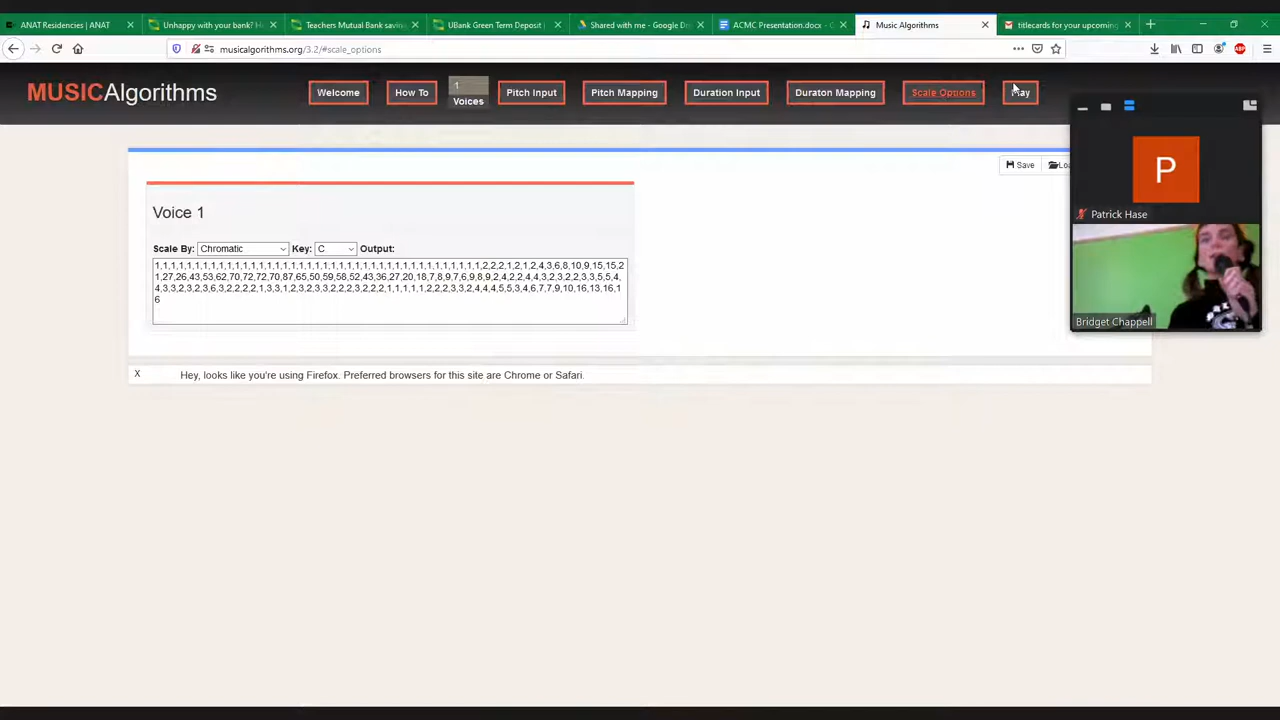 ANAT Residencies | ANAT
Unhappy with your bank? H
Teachers Mutual Bank savin
UBank Green Term Deposit
Shared with me - Google Dr
ACMC Presentation.docx - G
Music Algorithms
titlecards for your upcoming
musicalgorithms.org/3.2/#scale_options
MUSICAlgorithms
Welcome
How To
1
Voices
Pitch Input
Pitch Mapping
Duration Input
Duraton Mapping
Scale Options
Save
Voice 1
Scale By: Chromatic Key: C Output:
1,1,1,1,1,1,1,1,1,1,1,1,1,1,1,1,1,1,1,1,1,1,1,1,1,1,1,1,1,1,1,1,1,1,1,1,1,1,1,1,1,2,2,2,1,2,1,2,4,3,6,8,10,9,15,15,2
1,27,26,43,53,62,70,72,72,70,87,65,50,59,58,52,43,36,27,20,18,7,8,9,7,6,9,8,9,2,4,2,2,4,4,3,2,3,2,2,3,3,5,5,4,
4,3,3,2,3,2,3,6,3,2,2,2,2,1,3,3,1,2,3,2,3,3,2,2,2,3,2,2,2,1,1,1,1,1,2,2,2,3,3,2,4,4,4,5,5,3,4,6,7,7,9,10,16,13,16,1
6
X Hey, looks like you're using Firefox. Preferred browsers for this site are Chrome or Safari.
P
Patrick Hase
Bridget Chappell